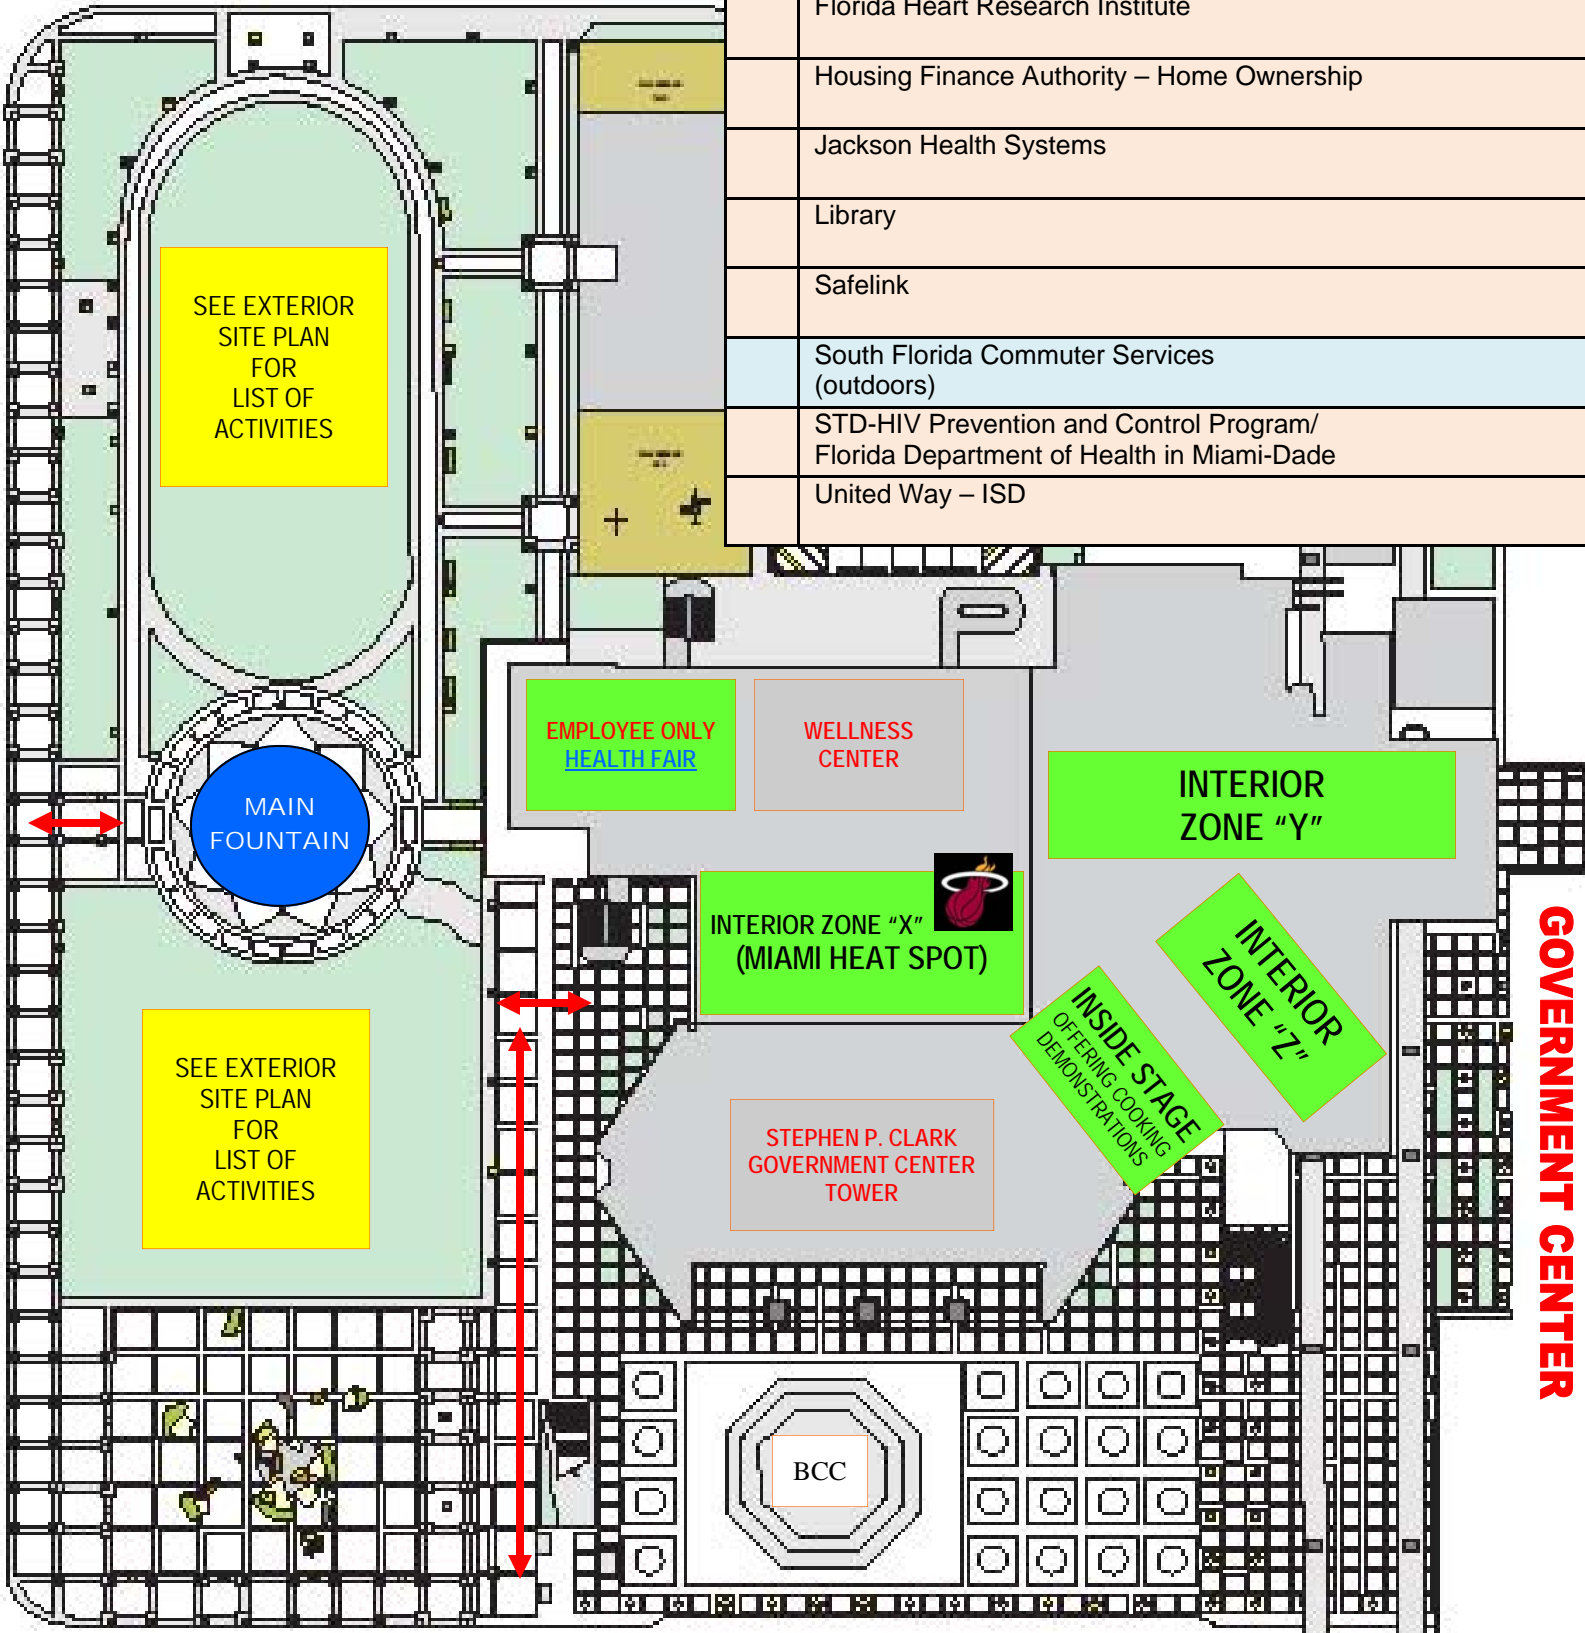 Florida Heart Research Institute
Housing Finance Authority – Home Ownership
Jackson Health Systems
Library
Safelink
South Florida Commuter Services
(outdoors)
STD-HIV Prevention and Control Program/
Florida Department of Health in Miami-Dade
United Way – ISD
SEE EXTERIOR
SITE PLAN
FOR
LIST OF
ACTIVITIES
EMPLOYEE ONLY
HEALTH FAIR
WELLNESS
CENTER
INTERIOR
ZONE “Y”
MAIN
FOUNTAIN
INTERIOR ZONE “X”
(MIAMI HEAT SPOT)
INTERIOR
ZONE “Z”
INSIDE STAGE
OFFERING COOKING
DEMONSTRATIONS
GOVERNMENT CENTER
SEE EXTERIOR
SITE PLAN
FOR
LIST OF
ACTIVITIES
STEPHEN P. CLARK
GOVERNMENT CENTER
TOWER
BCC